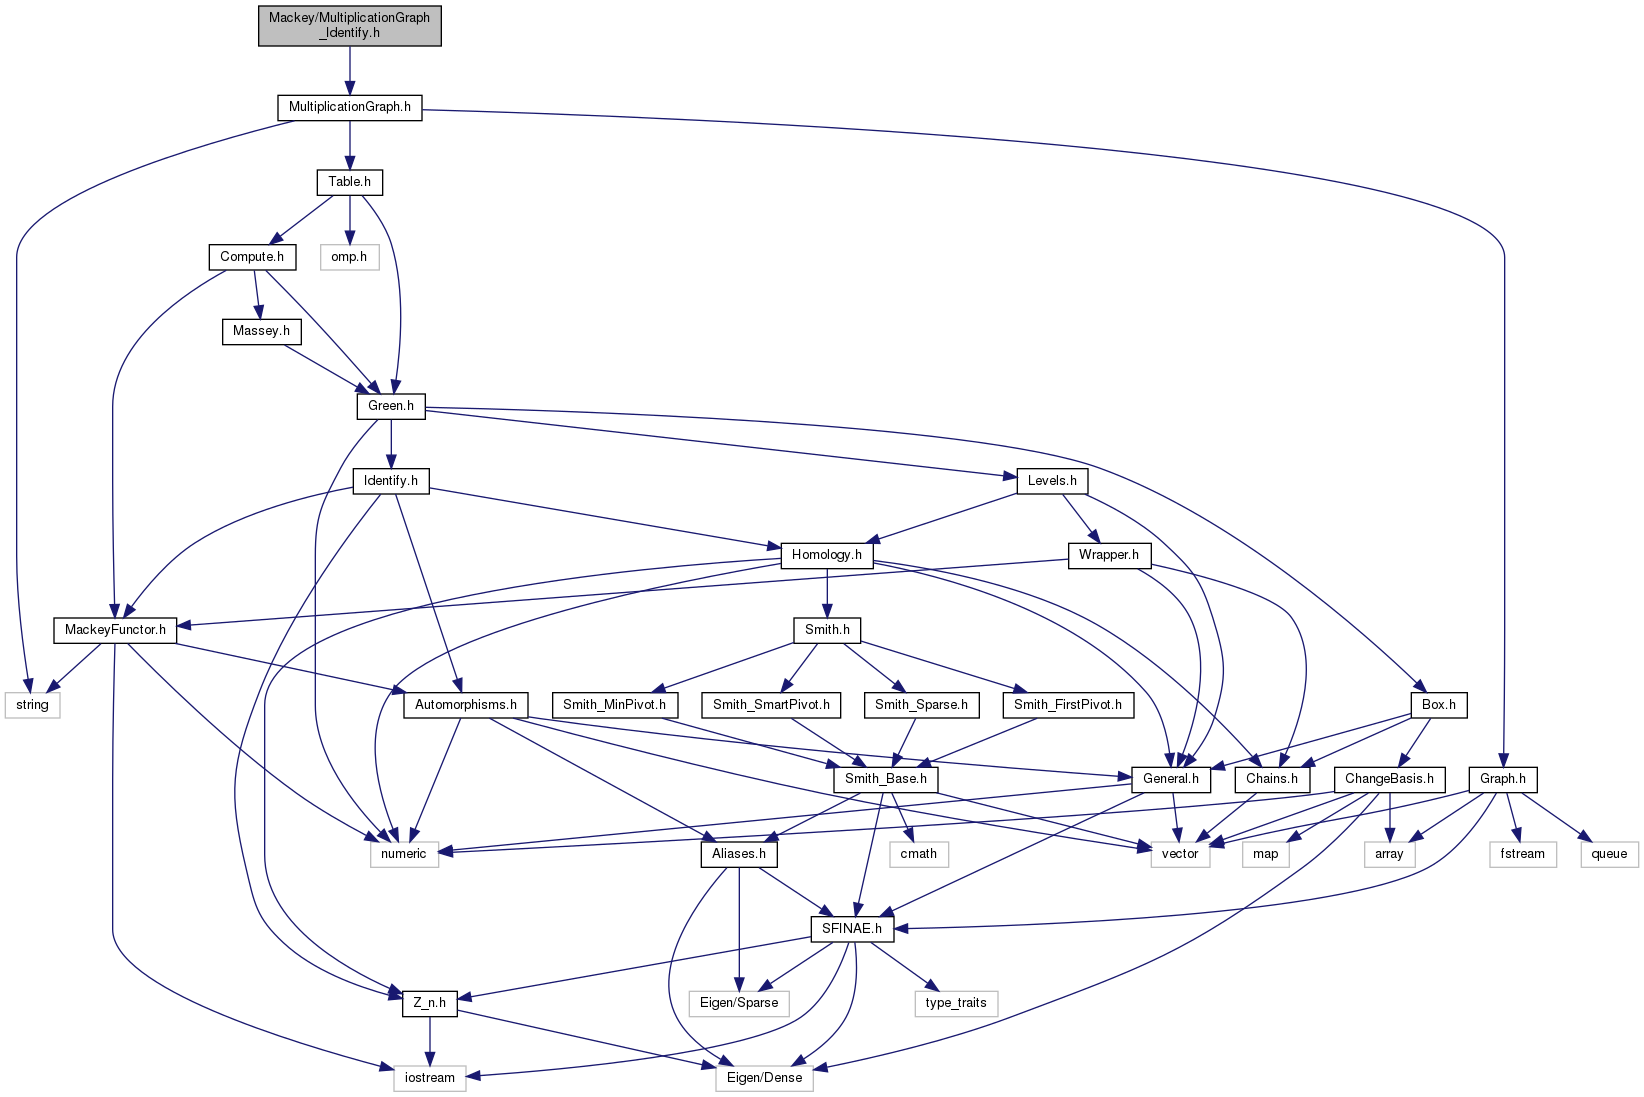 Mackey/MultiplicationGraph
_Identify.h
MultiplicationGraph.h
Table.h
Compute.h
omp.h
Massey.h
Green.h
Identify.h
Levels.h
Homology.h
Wrapper.h
MackeyFunctor.h
Smith.h
string
Automorphisms.h
Smith_MinPivot.h
Smith_SmartPivot.h
Smith_Sparse.h
Smith_FirstPivot.h
Box.h
Smith_Base.h
General.h
Chains.h
ChangeBasis.h
Graph.h
numeric
Aliases.h
cmath
vector
map
array
fstream
queue
SFINAE.h
Z_n.h
Eigen/Sparse
type_traits
iostream
Eigen/Dense